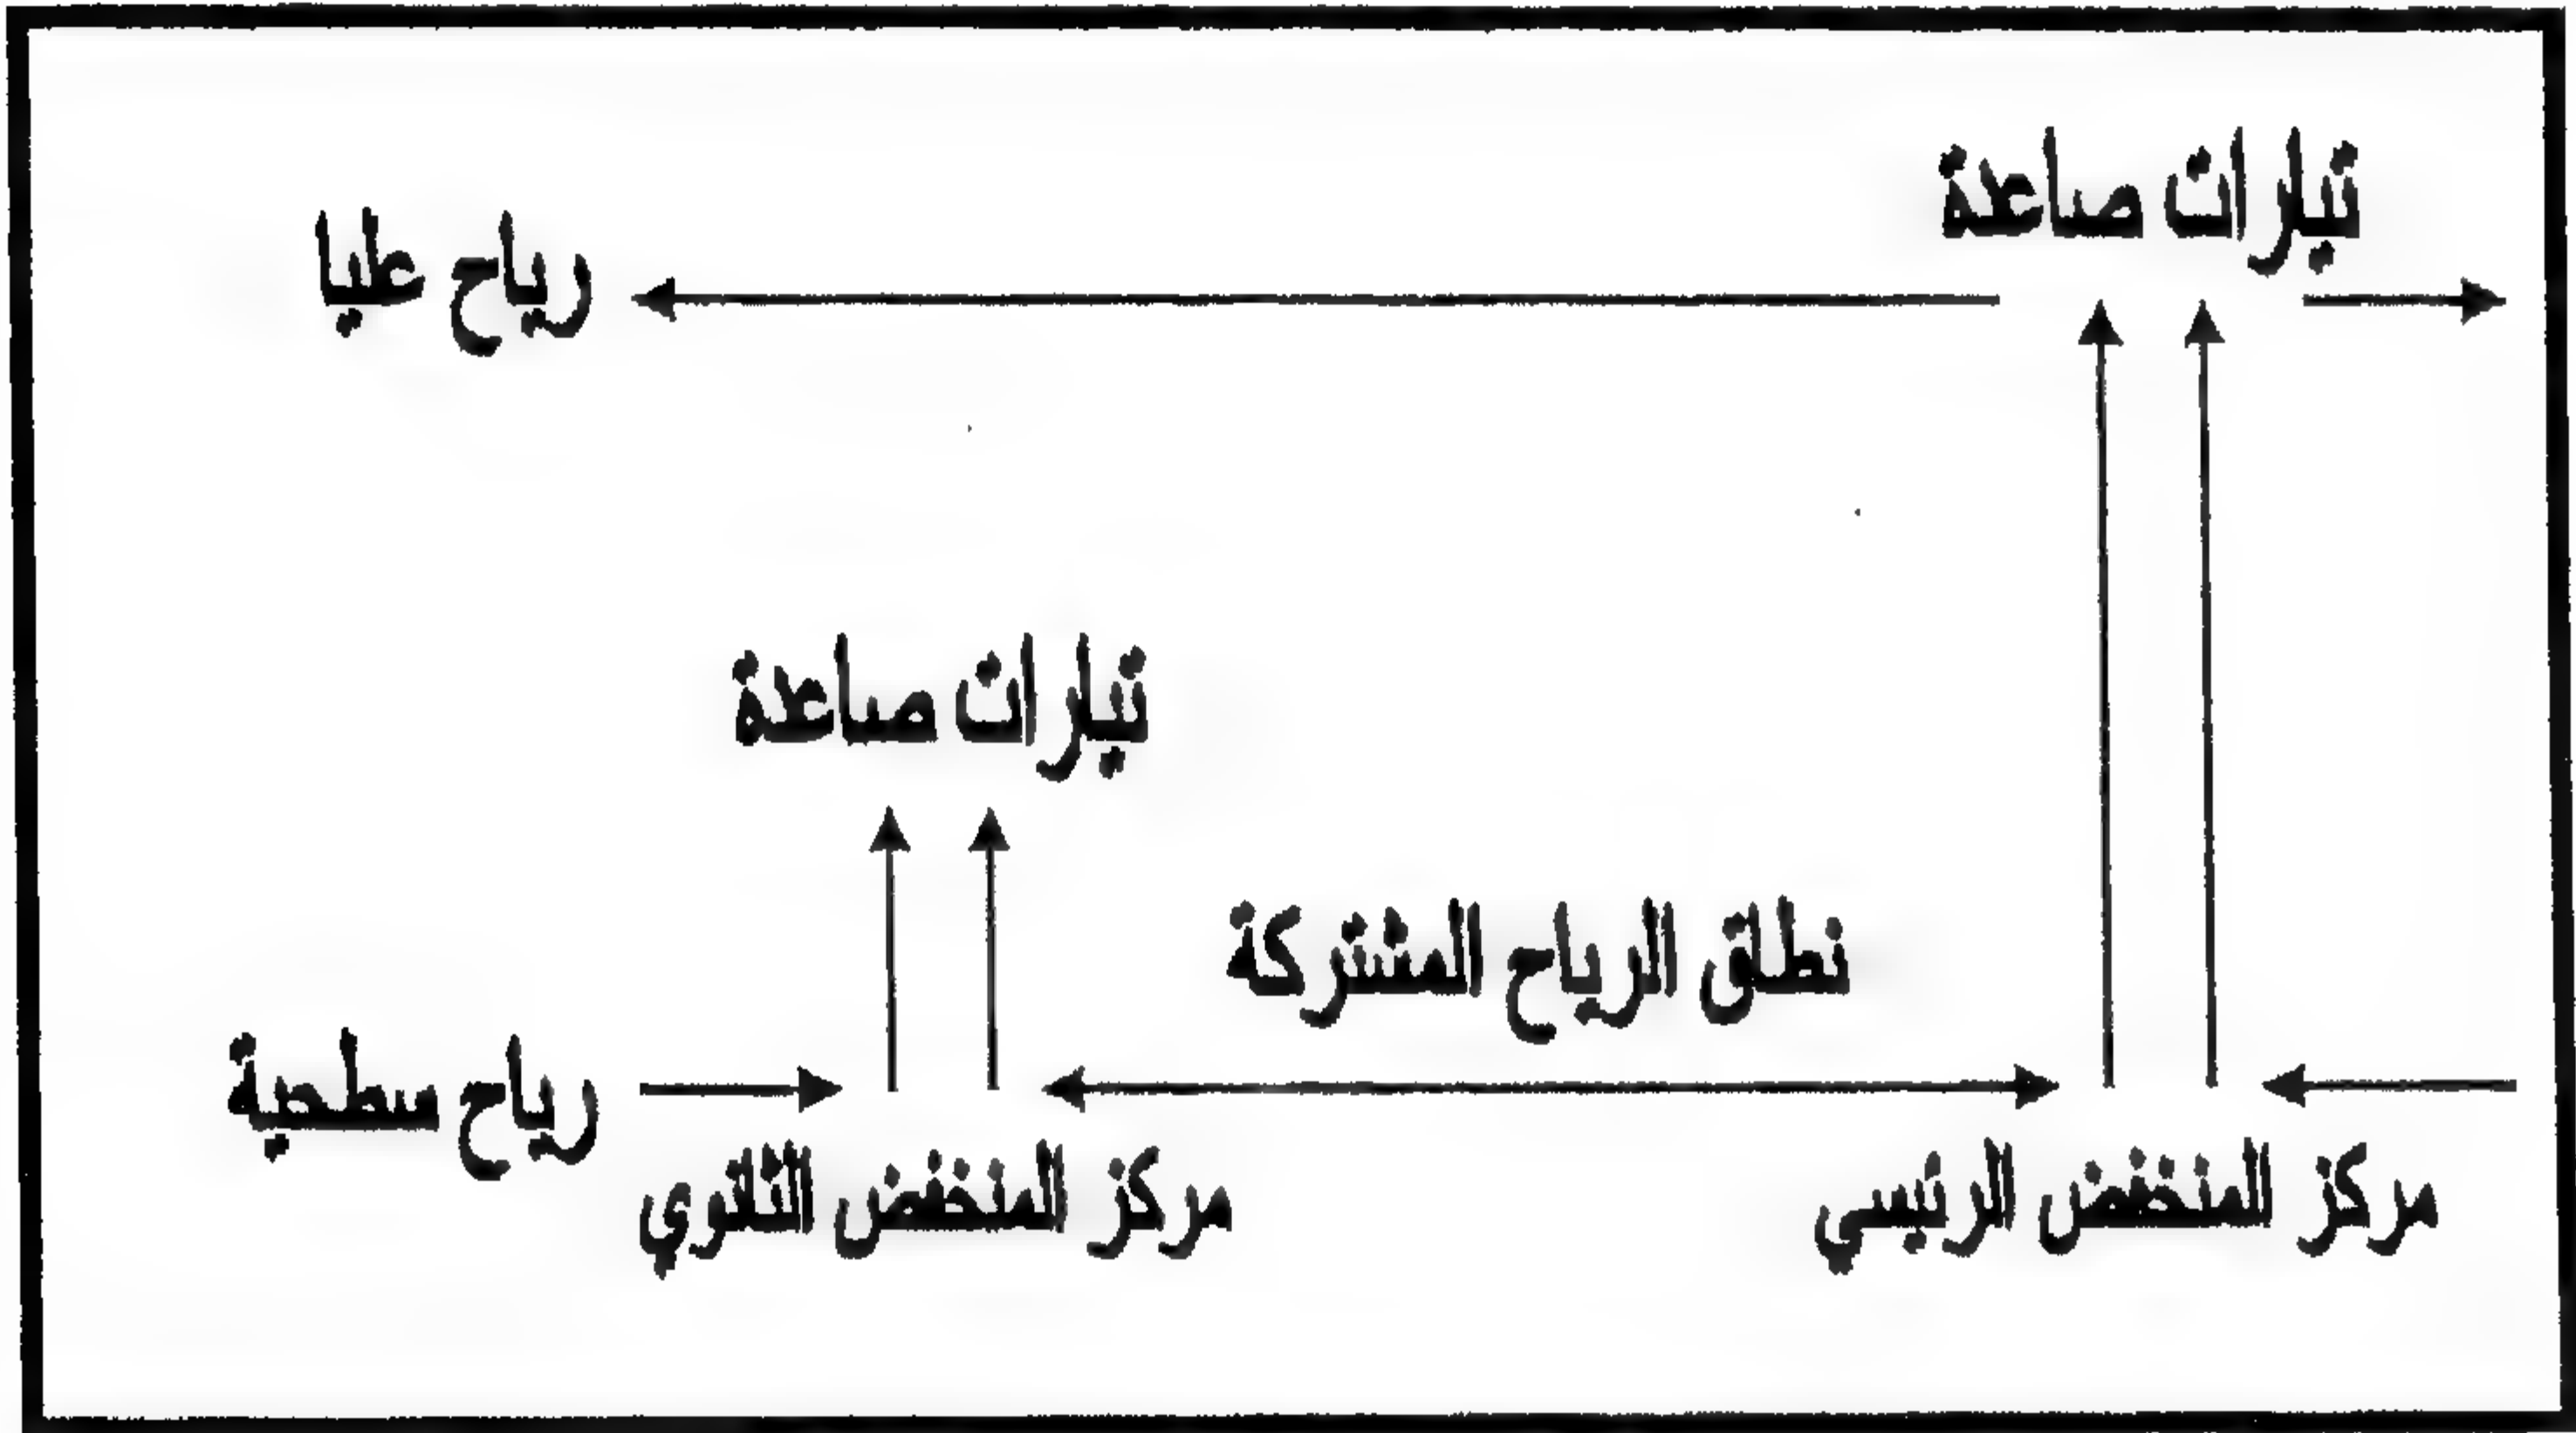 تيارات صاعدة
رياح عليا
تيارات صاعدة
نطاق الرياح المشتركة
رياح سطحية
مركز المنخفض الرئيسي
مركز المنخفض الثانوي